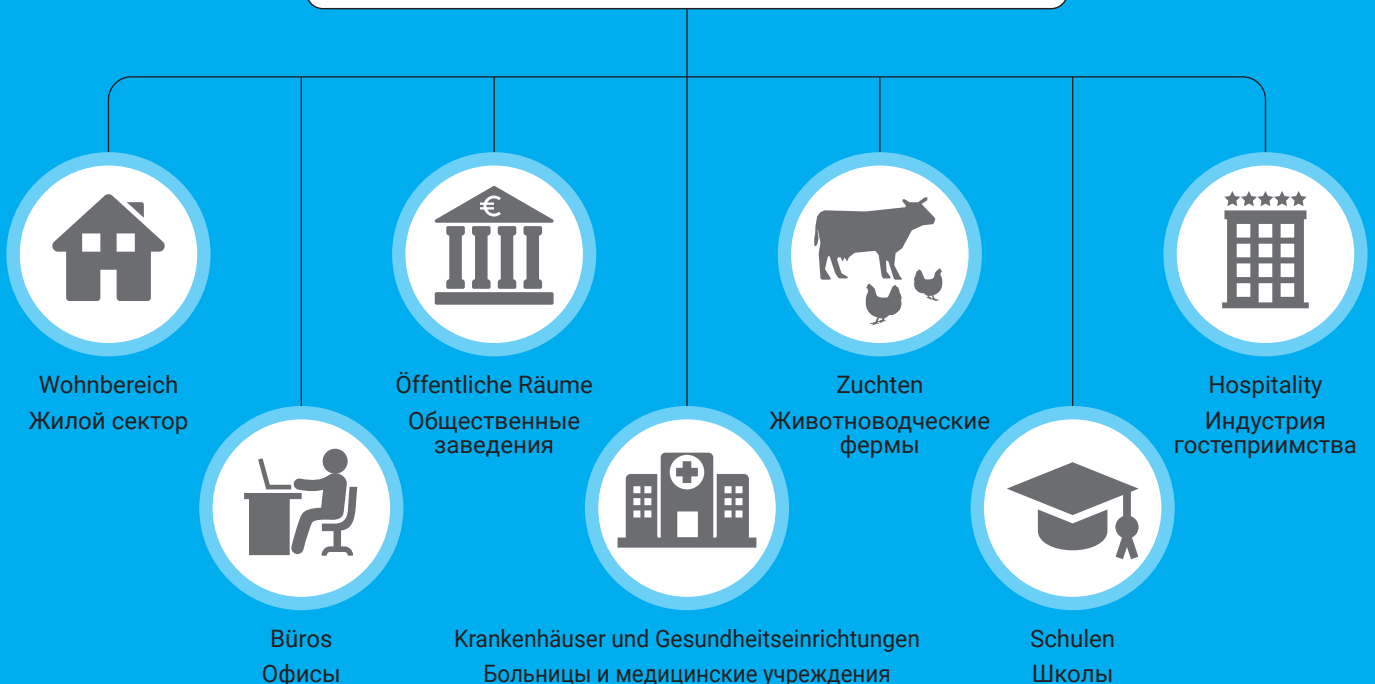 €
Wohnbereich
Жилой сектор
Öffentliche Räume
Общественные
заведения
Zuchten
Животноводческие
фермы
Hospitality
Индустрия
гостеприимства
Büros
Офисы
Krankenhäuser und Gesundheitseinrichtungen
Больницы и медицинские учреждения
Schulen
Школы